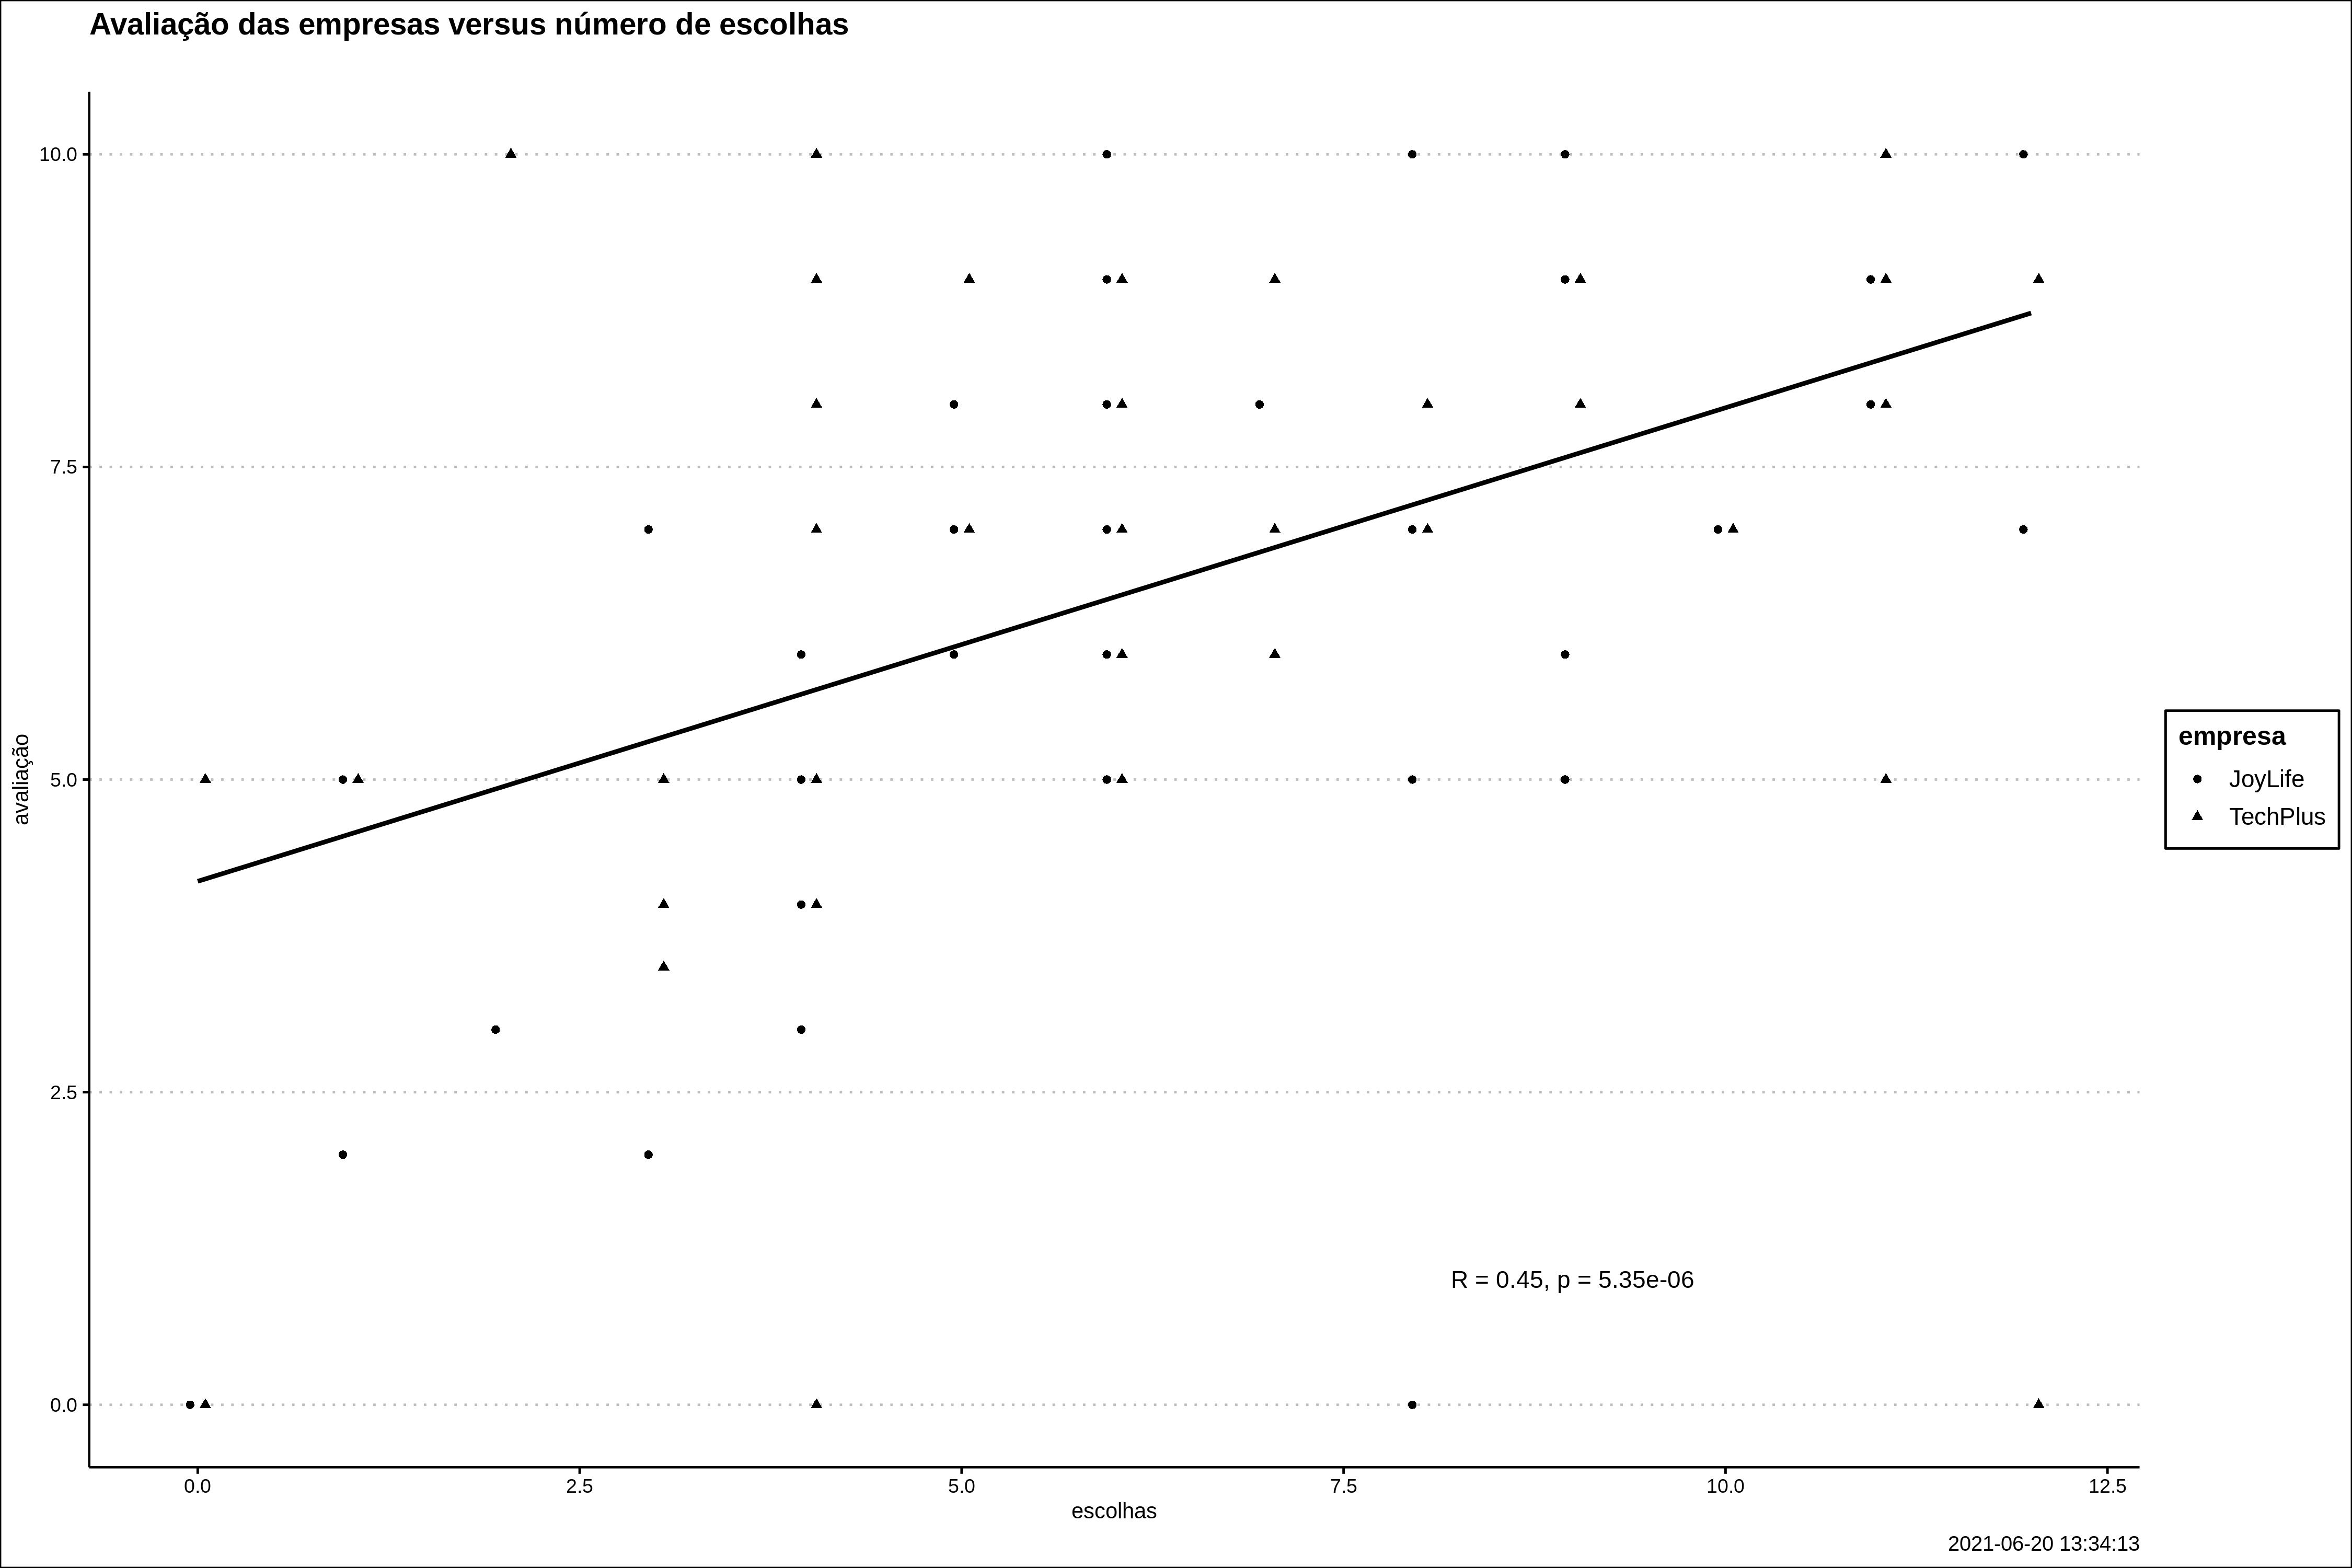 Avaliação das empresas versus número de escolhas
10.0
7.5
5.0
2.5
0.0
avaliação
0.0 2.5 5.0 7.5 10.0 12.5
escolhas
R = 0.45, p = 5.35e-06
empresa
JoyLife
TechPlus
2021-06-20 13:34:13